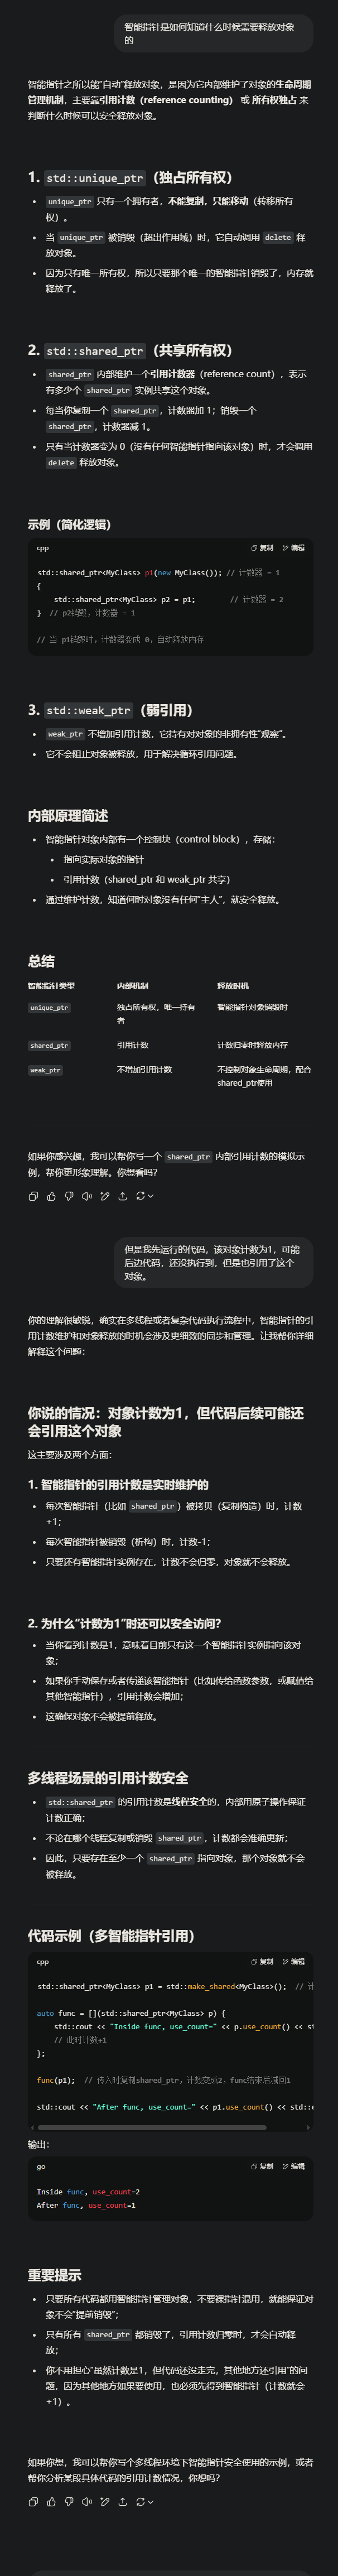 智能指针是如何知道什么时候需要释放对象
的
智能指针之所以能“自动”释放对象，是因为它内部维护了对象的生命周期
管理机制，主要靠引用计数（reference counting） 或 所有权独占 来
判断什么时候可以安全释放对象。
1. std::unique_ptr（独占所有权）
• unique_ptr 只有一个拥有者，不能复制，只能移动（转移所有
权）。
• 当 unique_ptr 被销毁（超出作用域）时，它自动调用 delete 释
放对象。
• 因为只有唯一所有权，所以只要那个唯一的智能指针销毁了，内存就
释放了。
2. std::shared_ptr（共享所有权）
• shared_ptr 内部维护一个引用计数器（reference count），表示
有多少个 shared_ptr 实例共享这个对象。
• 每当你复制一个 shared_ptr，计数器加 1；销毁一个
shared_ptr，计数器减 1。
• 只有当计数器变为 0（没有任何智能指针指向该对象）时，才会调用
delete 释放对象。
示例（简化逻辑）
cpp 复制 编辑
std::shared_ptr<MyClass> p1(new MyClass()); // 计数器 = 1
{
std::shared_ptr<MyClass> p2 = p1; // 计数器 = 2
} // p2销毁，计数器 = 1
// 当 p1销毁时，计数器变成 0，自动释放内存
3. std::weak_ptr（弱引用）
• weak_ptr 不增加引用计数，它持有对对象的非拥有性“观察”。
• 它不会阻止对象被释放，用于解决循环引用问题。
内部原理简述
• 智能指针对象内部有一个控制块（control block），存储：
• 指向实际对象的指针
• 引用计数（shared_ptr 和 weak_ptr 共享）
• 通过维护计数，知道何时对象没有任何“主人”，就安全释放。
总结
智能指针类型 内部机制 释放时机
unique_ptr 独占所有权，唯一持有 智能指针对象销毁时
者
shared_ptr 引用计数 计数归零时释放内存
weak_ptr 不增加引用计数 不控制对象生命周期，配合
shared_ptr使用
如果你感兴趣，我可以帮你写一个 shared_ptr 内部引用计数的模拟示
例，帮你更形象理解。你想看吗？
但是我先运行的代码，该对象计数为1，可能
后边代码，还没执行到，但是也引用了这个
对象。
你的理解很敏锐，确实在多线程或者复杂代码执行流程中，智能指针的引
用计数维护和对象释放的时机会涉及更细致的同步和管理。让我帮你详细
解释这个问题：
你说的情况：对象计数为1，但代码后续可能还
会引用这个对象
这主要涉及两个方面：
1. 智能指针的引用计数是实时维护的
• 每次智能指针（比如 shared_ptr）被拷贝（复制构造）时，计数
+1；
• 每次智能指针被销毁（析构）时，计数-1；
• 只要还有智能指针实例存在，计数不会归零，对象就不会释放。
2. 为什么“计数为1”时还可以安全访问？
• 当你看到计数是1，意味着目前只有这一个智能指针实例指向该对
象；
• 如果你手动保存或者传递该智能指针（比如传给函数参数，或赋值给
其他智能指针），引用计数会增加；
• 这确保对象不会被提前释放。
多线程场景的引用计数安全
• std::shared_ptr 的引用计数是线程安全的，内部用原子操作保证
计数正确；
• 不论在哪个线程复制或销毁 shared_ptr，计数都会准确更新；
• 因此，只要存在至少一个 shared_ptr 指向对象，那个对象就不会
被释放。
代码示例（多智能指针引用）
cpp 复制 编辑
std::shared_ptr<MyClass> p1 = std::make_shared<MyClass>(); // 计
auto func = [](std::shared_ptr<MyClass> p) {
std::cout << "Inside func, use_count=" << p.use_count() << st
// 此时计数+1
};
func(p1); // 传入时复制shared_ptr，计数变成2，func结束后减回1
std::cout << "After func, use_count=" << p1.use_count() << std::e
输出：
go 复制 编辑
Inside func, use_count=2
After func, use_count=1
重要提示
• 只要所有代码都用智能指针管理对象，不要裸指针混用，就能保证对
象不会“提前销毁”；
• 只有所有 shared_ptr 都销毁了，引用计数归零时，才会自动释
放；
• 你不用担心“虽然计数是1，但代码还没走完，其他地方还引用”的问
题，因为其他地方如果要使用，也必须先得到智能指针（计数就会
+1）。
如果你想，我可以帮你写个多线程环境下智能指针安全使用的示例，或者
帮你分析某段具体代码的引用计数情况，你想吗？